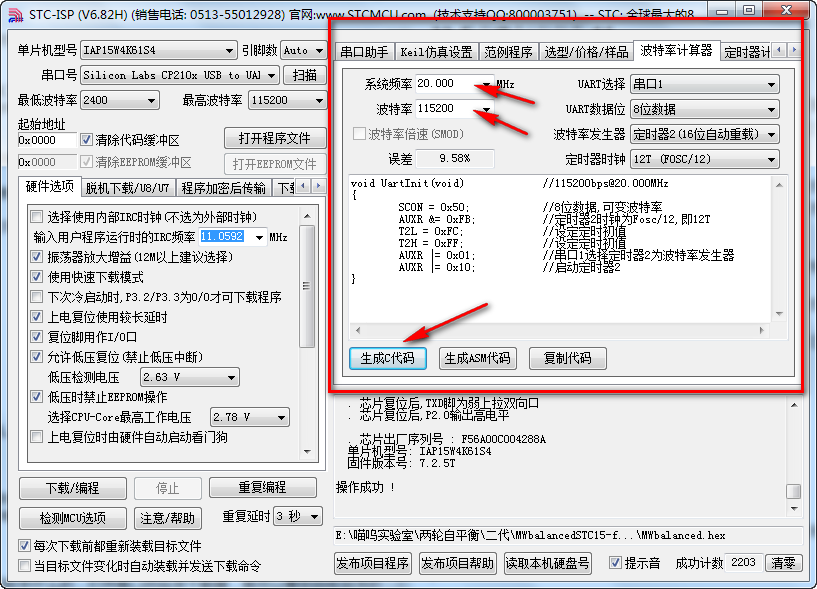 STC-ISP (V6.82H) (销售电话: 0513-55012928) 官网:www.STCMCU.com (技术支持QQ:800003751) -- STC: 全球最大的8
单片机型号 IAP15W4K61S4 引脚数 Auto
串口号 Silicon Labs CP210x USB to UAI 扫描
最低波特率 2400 最高波特率 115200
起始地址
0x0000 清除代码缓冲区 打开程序文件
0x0000 清除EEPROM缓冲区 打开EEPROM文件
硬件选项 脱机下载/U8/U7 程序加密后传输 下
选择使用内部IRC时钟(不选为外部时钟)
输入用户程序运行时的IRC频率 11.0592 MHz
振荡器放大增益(12M以上建议选择)
使用快速下载模式
下次冷启动时,P3.2/P3.3为0/0才可下载程序
上电复位使用较长延时
复位脚用作I/O口
允许低压复位(禁止低压中断)
低压检测电压 2.63 V
低压时禁止EEPROM操作
选择CPU-Core最高工作电压 2.78 V
上电复位时由硬件自动启动看门狗
下载/编程 停止 重复编程
检测MCU选项 注意/帮助 重复延时 3 秒
每次下载前都重新装载目标文件
当目标文件变化时自动装载并发送下载命令
串口助手 Keil仿真设置 范例程序 选型/价格/样品 波特率计算器 定时器计
系统频率 20.000 MHz UART选择 串口1
波特率 115200 UART数据位 8位数据
波特率倍速(SMOD) 波特率发生器 定时器2(16位自动重载)
误差 9.58% 定时器时钟 12T (FOSC/12)
void UartInit(void) //115200bps@20.000MHz
{
SCON = 0x50; //8位数据,可变波特率
AUXR &= 0xFB; //定时器2时钟为Fosc/12,即12T
T2L = 0xFC; //设定定时初值
T2H = 0xFF; //设定定时初值
AUXR |= 0x01; //串口1选择定时器2为波特率发生器
AUXR |= 0x10; //启动定时器2
}
生成C代码 生成ASM代码 复制代码
. 芯片复位后,TXD脚为弱上拉双向口
. 芯片复位后,P2.0输出高电平
. 芯片出厂序列号 : F56A00C004288A
单片机型号: IAP15W4K61S4
固件版本号: 7.2.5T
操作成功 !
E:\喵呜实验室\两轮自平衡\二代\MWbalancedSTC15-f...\MWbalanced.hex
发布项目程序 发布项目帮助 读取本机硬盘号 提示音 成功计数 2203 清零